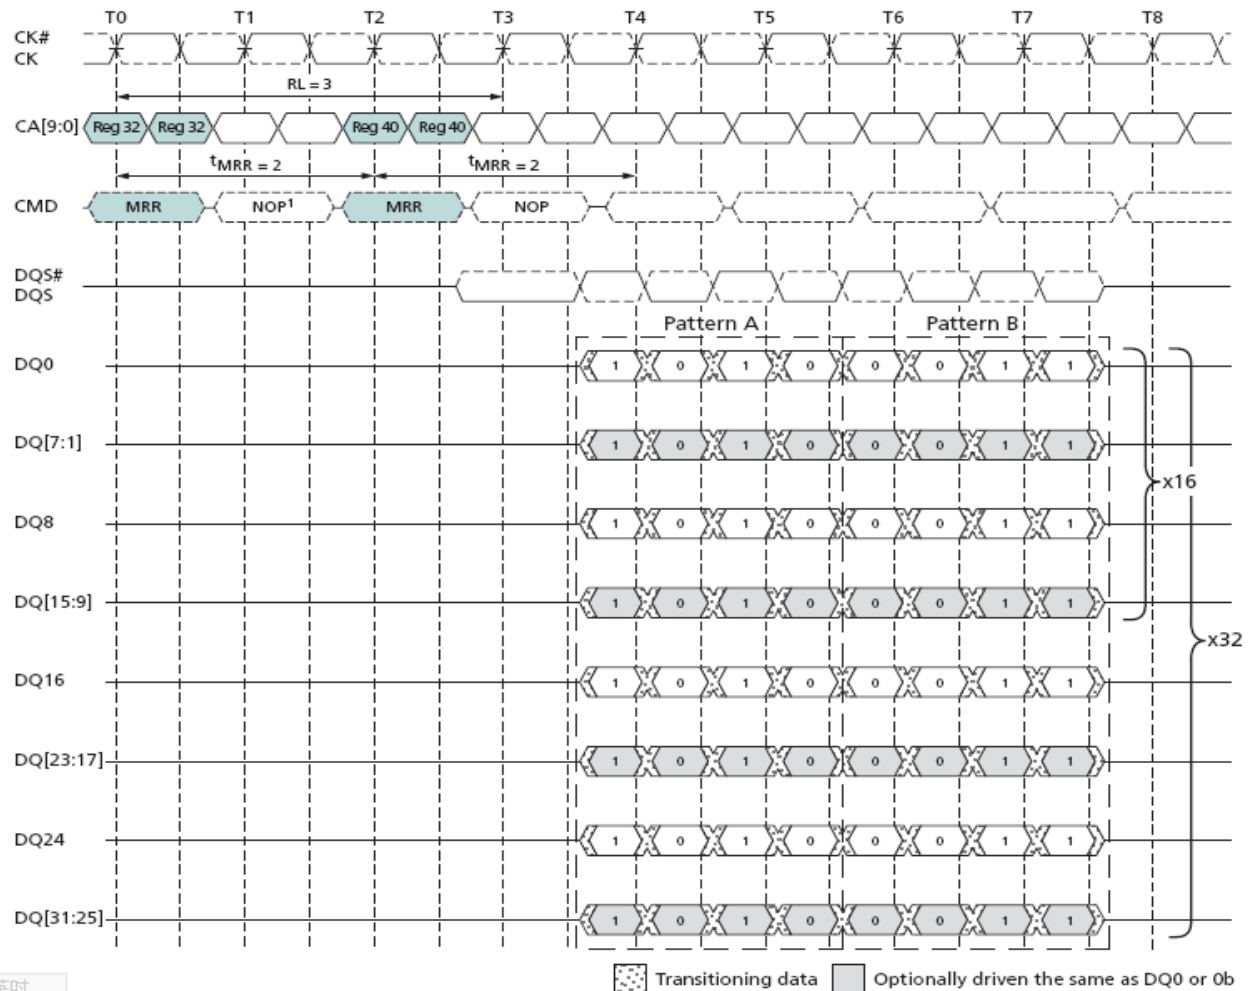 T0 T1 T2 T3 T4 T5 T6 T7 T8
CK#
CK
RL = 3
CA[9:0] Reg 32 Reg 32 Reg 40 Reg 40
tMRR = 2 tMRR = 2
CMD MRR NOP1 MRR NOP
DQS#
DQS
Pattern A Pattern B
DQ0 1 0 1 0 0 0 1 1
DQ[7:1] 1 0 1 0 0 0 1 1
x16
DQ8 1 0 1 0 0 0 1 1
DQ[15:9] 1 0 1 0 0 0 1 1
x32
DQ16 1 0 1 0 0 0 1 1
DQ[23:17] 1 0 1 0 0 0 1 1
DQ24 1 0 1 0 0 0 1 1
DQ[31:25] 1 0 1 0 0 0 1 1
Transitioning data Optionally driven the same as DQ0 or 0b